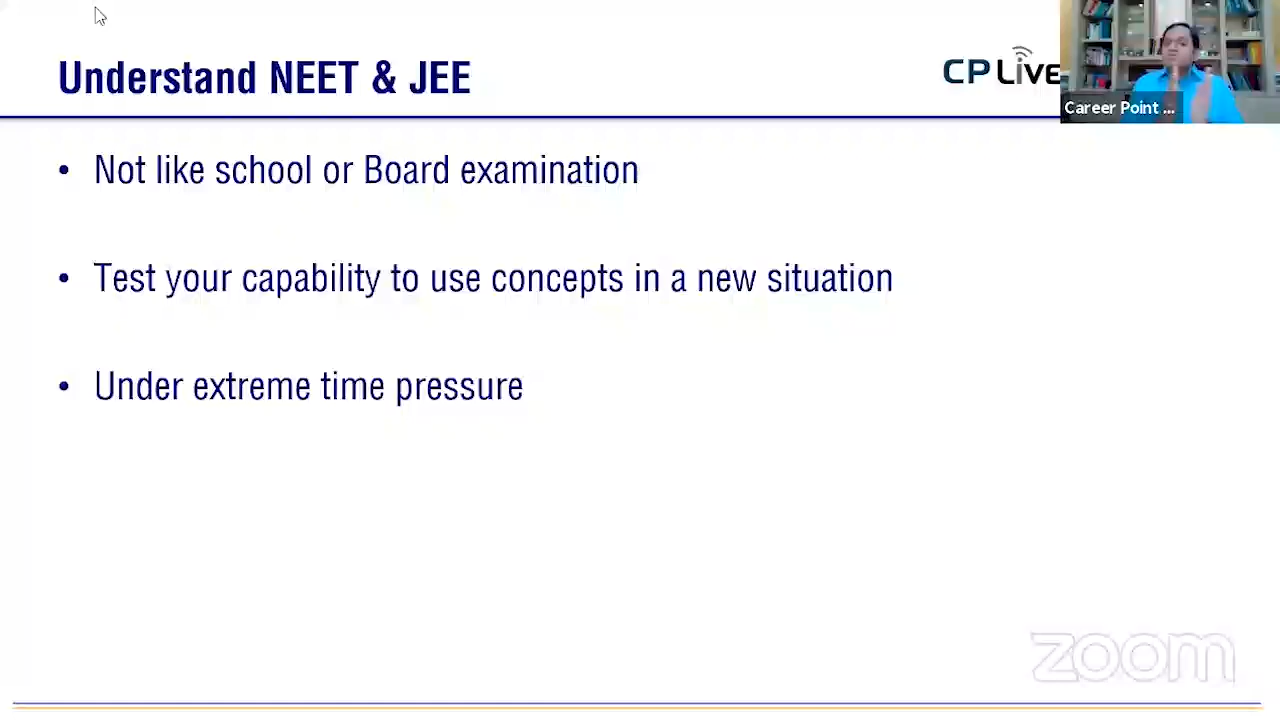 Understand NEET & JEE
CP Live
Career Point ...
• Not like school or Board examination
• Test your capability to use concepts in a new situation
• Under extreme time pressure
zoom